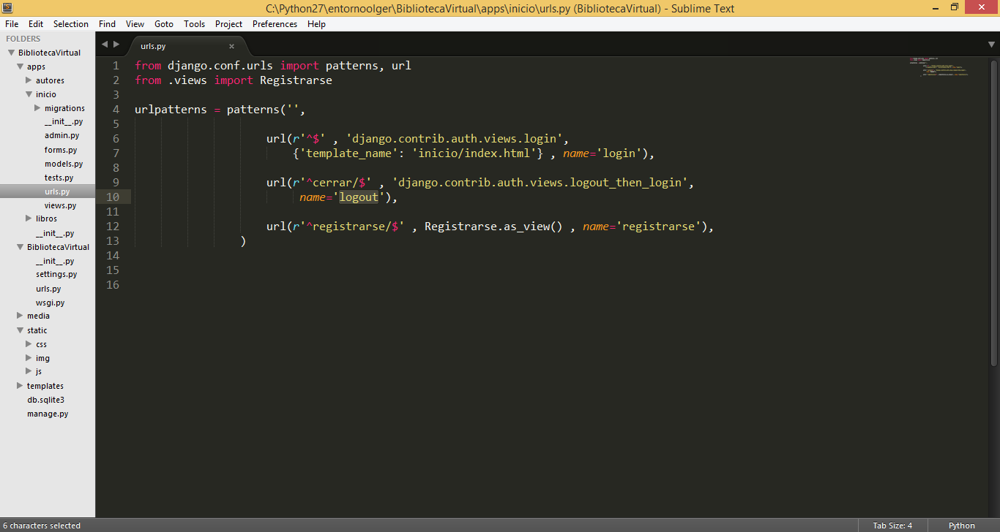 C:\Python27\entornoolger\BibliotecaVirtual\apps\inicio\urls.py (BibliotecaVirtual) - Sublime Text
File Edit Selection Find View Goto Tools Project Preferences Help
FOLDERS
BibliotecaVirtual
apps
autores
inicio
migrations
__init__.py
admin.py
forms.py
models.py
tests.py
urls.py
views.py
libros
__init__.py
BibliotecaVirtual
__init__.py
settings.py
urls.py
wsgi.py
media
static
css
img
js
templates
db.sqlite3
manage.py
urls.py ×
1 from django.conf.urls import patterns, url
2 from .views import Registrarse
3
4 urlpatterns = patterns('',
5
6 url(r'^$' , 'django.contrib.auth.views.login',
7 {'template_name': 'inicio/index.html'} , name='login'),
8
9 url(r'^cerrar/$' , 'django.contrib.auth.views.logout_then_login',
10 name='logout'),
11
12 url(r'^registrarse/$' , Registrarse.as_view() , name='registrarse'),
13 )
14
15
16
6 characters selected
Tab Size: 4
Python